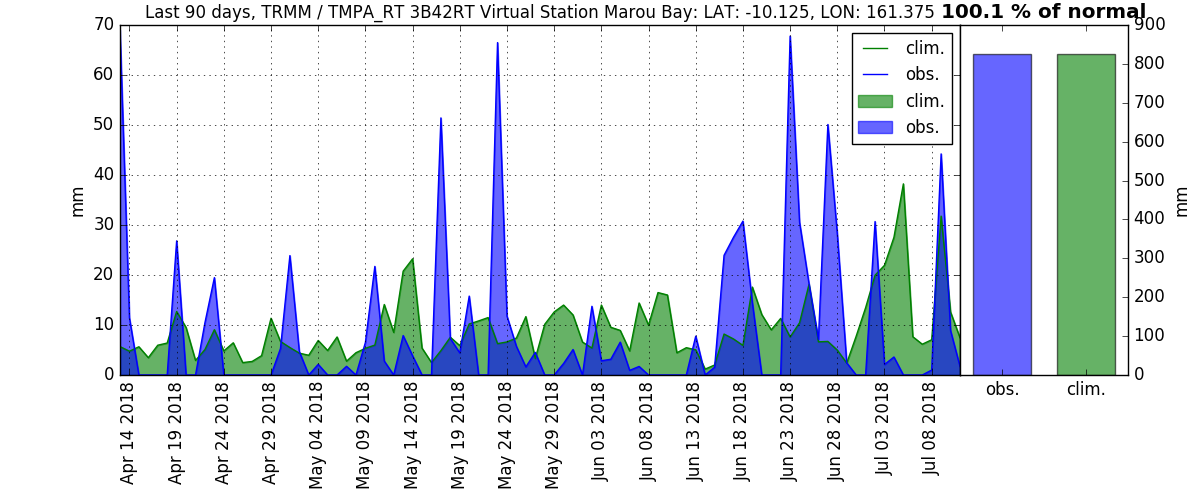 Last 90 days, TRMM / TMPA_RT 3B42RT Virtual Station Marou Bay: LAT: -10.125, LON: 161.375 100.1 % of normal
70
60
50
40
30
20
10
0
mm
clim.
obs.
clim.
obs.
900
800
700
600
500
400
300
200
100
0
mm
Apr 14 2018
Apr 19 2018
Apr 24 2018
Apr 29 2018
May 04 2018
May 09 2018
May 14 2018
May 19 2018
May 24 2018
May 29 2018
Jun 03 2018
Jun 08 2018
Jun 13 2018
Jun 18 2018
Jun 23 2018
Jun 28 2018
Jul 03 2018
Jul 08 2018
obs.
clim.